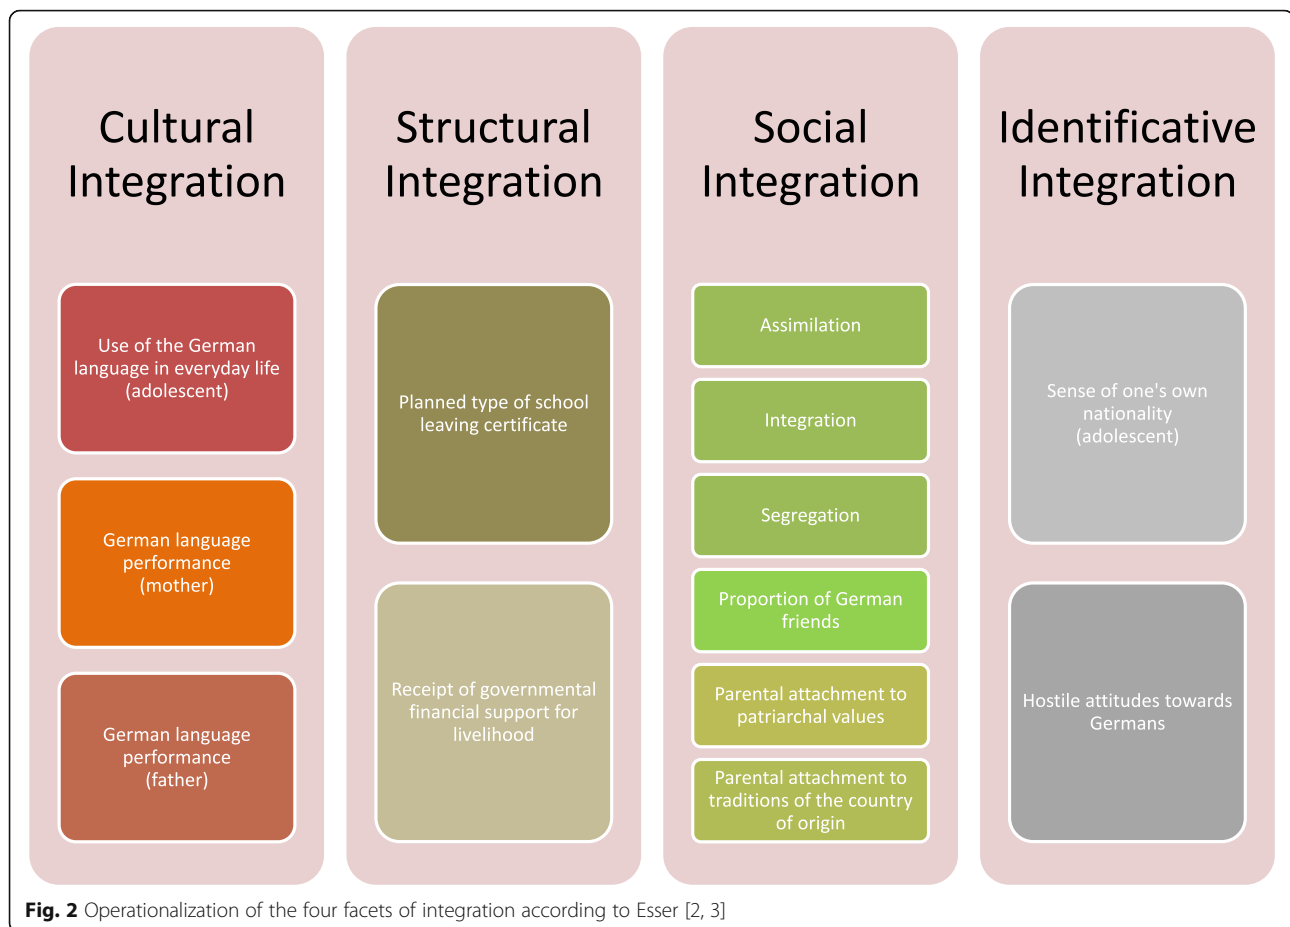 Cultural
Integration
Use of the German
language in everyday life
(adolescent)
German language
performance
(mother)
German language
performance
(father)
Structural
Integration
Planned type of school
leaving certificate
Receipt of governmental
financial support for
livelihood
Social
Integration
Assimilation
Integration
Segregation
Proportion of German
friends
Parental attachment to
patriarchal values
Parental attachment to
traditions of the country
of origin
Identificative
Integration
Sense of one's own
nationality
(adolescent)
Hostile attitudes towards
Germans
Fig. 2 Operationalization of the four facets of integration according to Esser [2, 3]